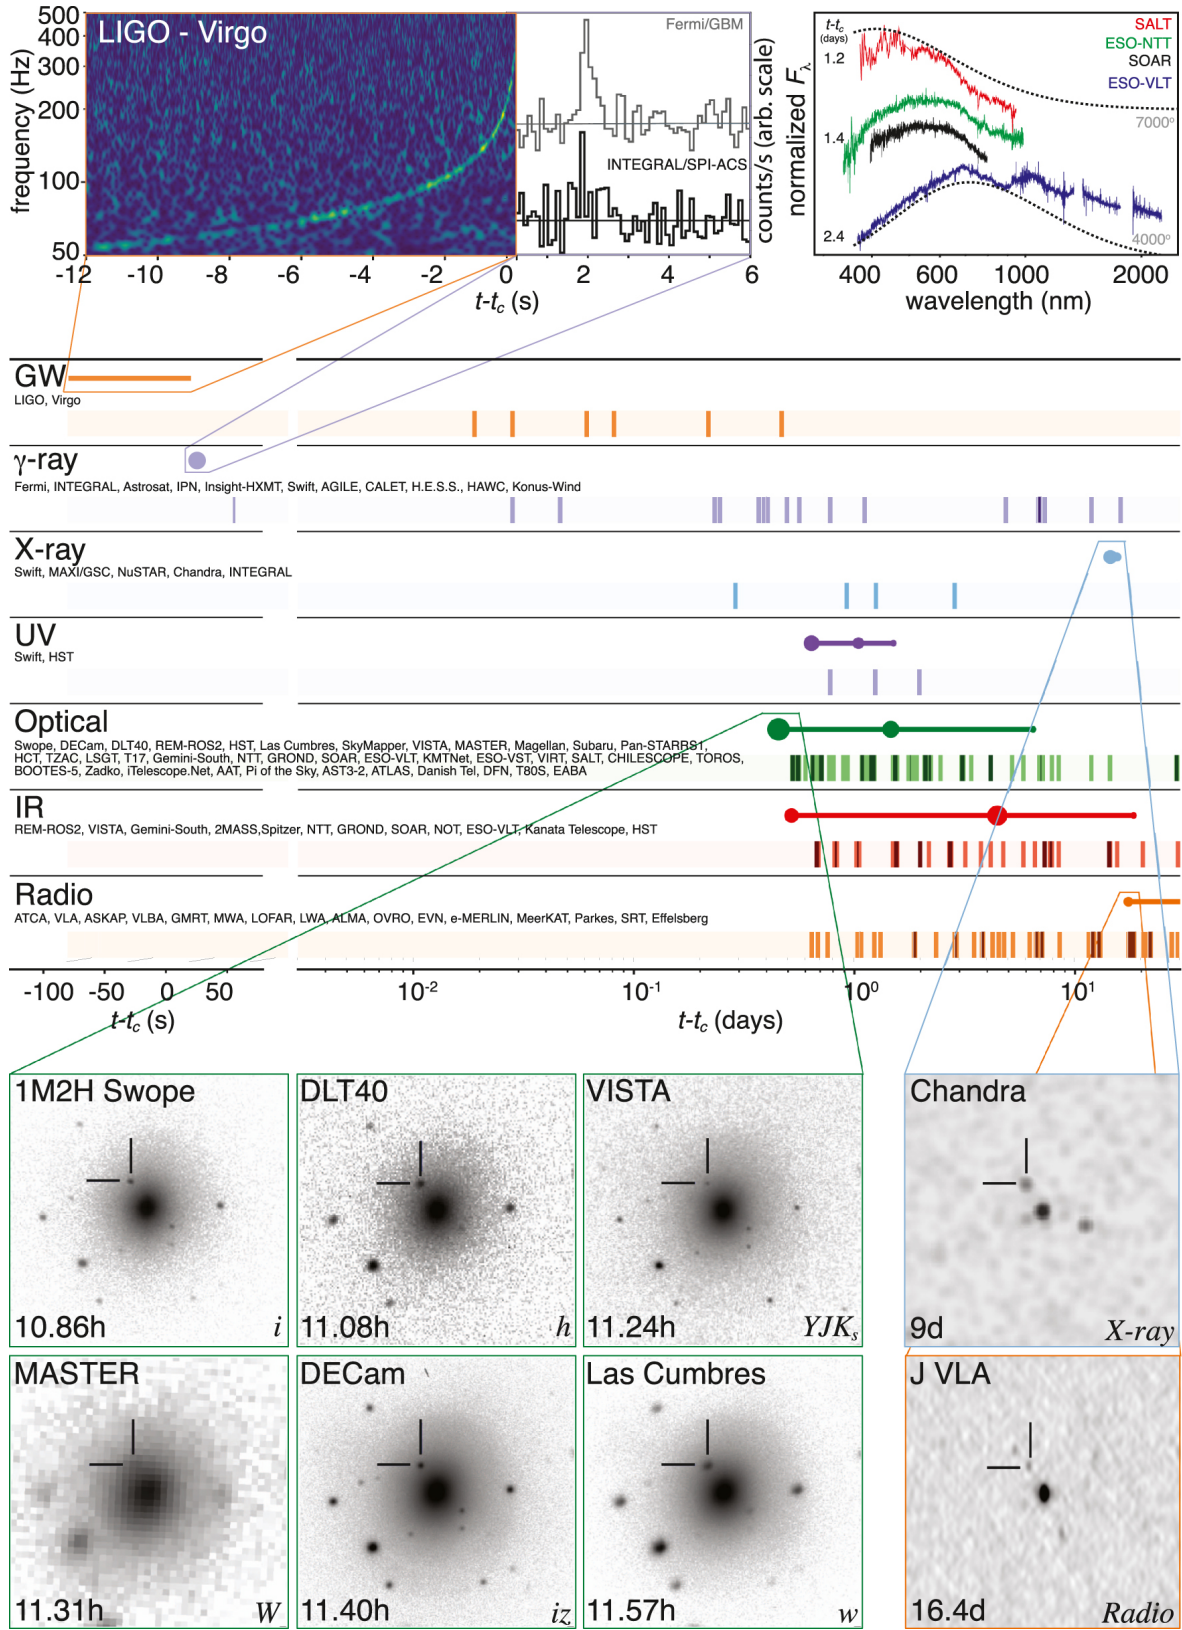 500
400
300
200
100
50
frequency (Hz)
LIGO - Virgo
Fermi/GBM
INTEGRAL/SPI-ACS
counts/s (arb. scale)
-12 -10 -8 -6 -4 -2 0 2 4 6
t-tc (s)
normalized Fλ
t-tc
(days)
1.2
1.4
2.4
SALT
ESO-NTT
SOAR
ESO-VLT
7000°
4000°
400 600 1000 2000
wavelength (nm)
GW
LIGO, Virgo
γ-ray
Fermi, INTEGRAL, Astrosat, IPN, Insight-HXMT, Swift, AGILE, CALET, H.E.S.S., HAWC, Konus-Wind
X-ray
Swift, MAXI/GSC, NuSTAR, Chandra, INTEGRAL
UV
Swift, HST
Optical
Swope, DECam, DLT40, REM-ROS2, HST, Las Cumbres, SkyMapper, VISTA, MASTER, Magellan, Subaru, Pan-STARRS1,
HCT, TZAC, LSGT, T17, Gemini-South, NTT, GROND, SOAR, ESO-VLT, KMTNet, ESO-VST, VIRT, SALT, CHILESCOPE, TOROS,
BOOTES-5, Zadko, iTelescope.Net, AAT, Pi of the Sky, AST3-2, ATLAS, Danish Tel, DFN, T80S, EABA
IR
REM-ROS2, VISTA, Gemini-South, 2MASS,Spitzer, NTT, GROND, SOAR, NOT, ESO-VLT, Kanata Telescope, HST
Radio
ATCA, VLA, ASKAP, VLBA, GMRT, MWA, LOFAR, LWA, ALMA, OVRO, EVN, e-MERLIN, MeerKAT, Parkes, SRT, Effelsberg
-100 -50 0 50 10⁻² 10⁻¹ 10⁰ 10¹
t-tc (s) t-tc (days)
1M2H Swope
10.86h i
DLT40
11.08h h
VISTA
11.24h YJKs
Chandra
9d X-ray
MASTER
11.31h W
DECam
11.40h iz
Las Cumbres
11.57h w
J VLA
16.4d Radio